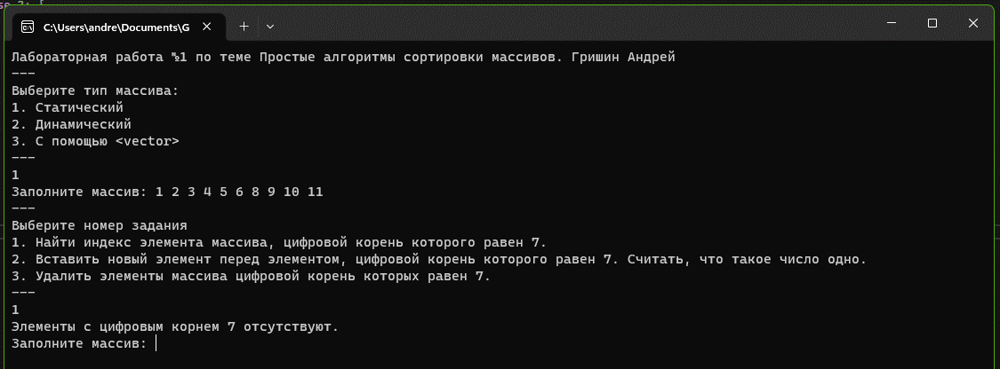 C:\Users\andre\Documents\G
Лабораторная работа №1 по теме Простые алгоритмы сортировки массивов. Гришин Андрей
---
Выберите тип массива:
1. Статический
2. Динамический
3. С помощью <vector>
---
1
Заполните массив: 1 2 3 4 5 6 8 9 10 11
---
Выберите номер задания
1. Найти индекс элемента массива, цифровой корень которого равен 7.
2. Вставить новый элемент перед элементом, цифровой корень которого равен 7. Считать, что такое число одно.
3. Удалить элементы массива цифровой корень которых равен 7.
---
1
Элементы с цифровым корнем 7 отсутствуют.
Заполните массив: